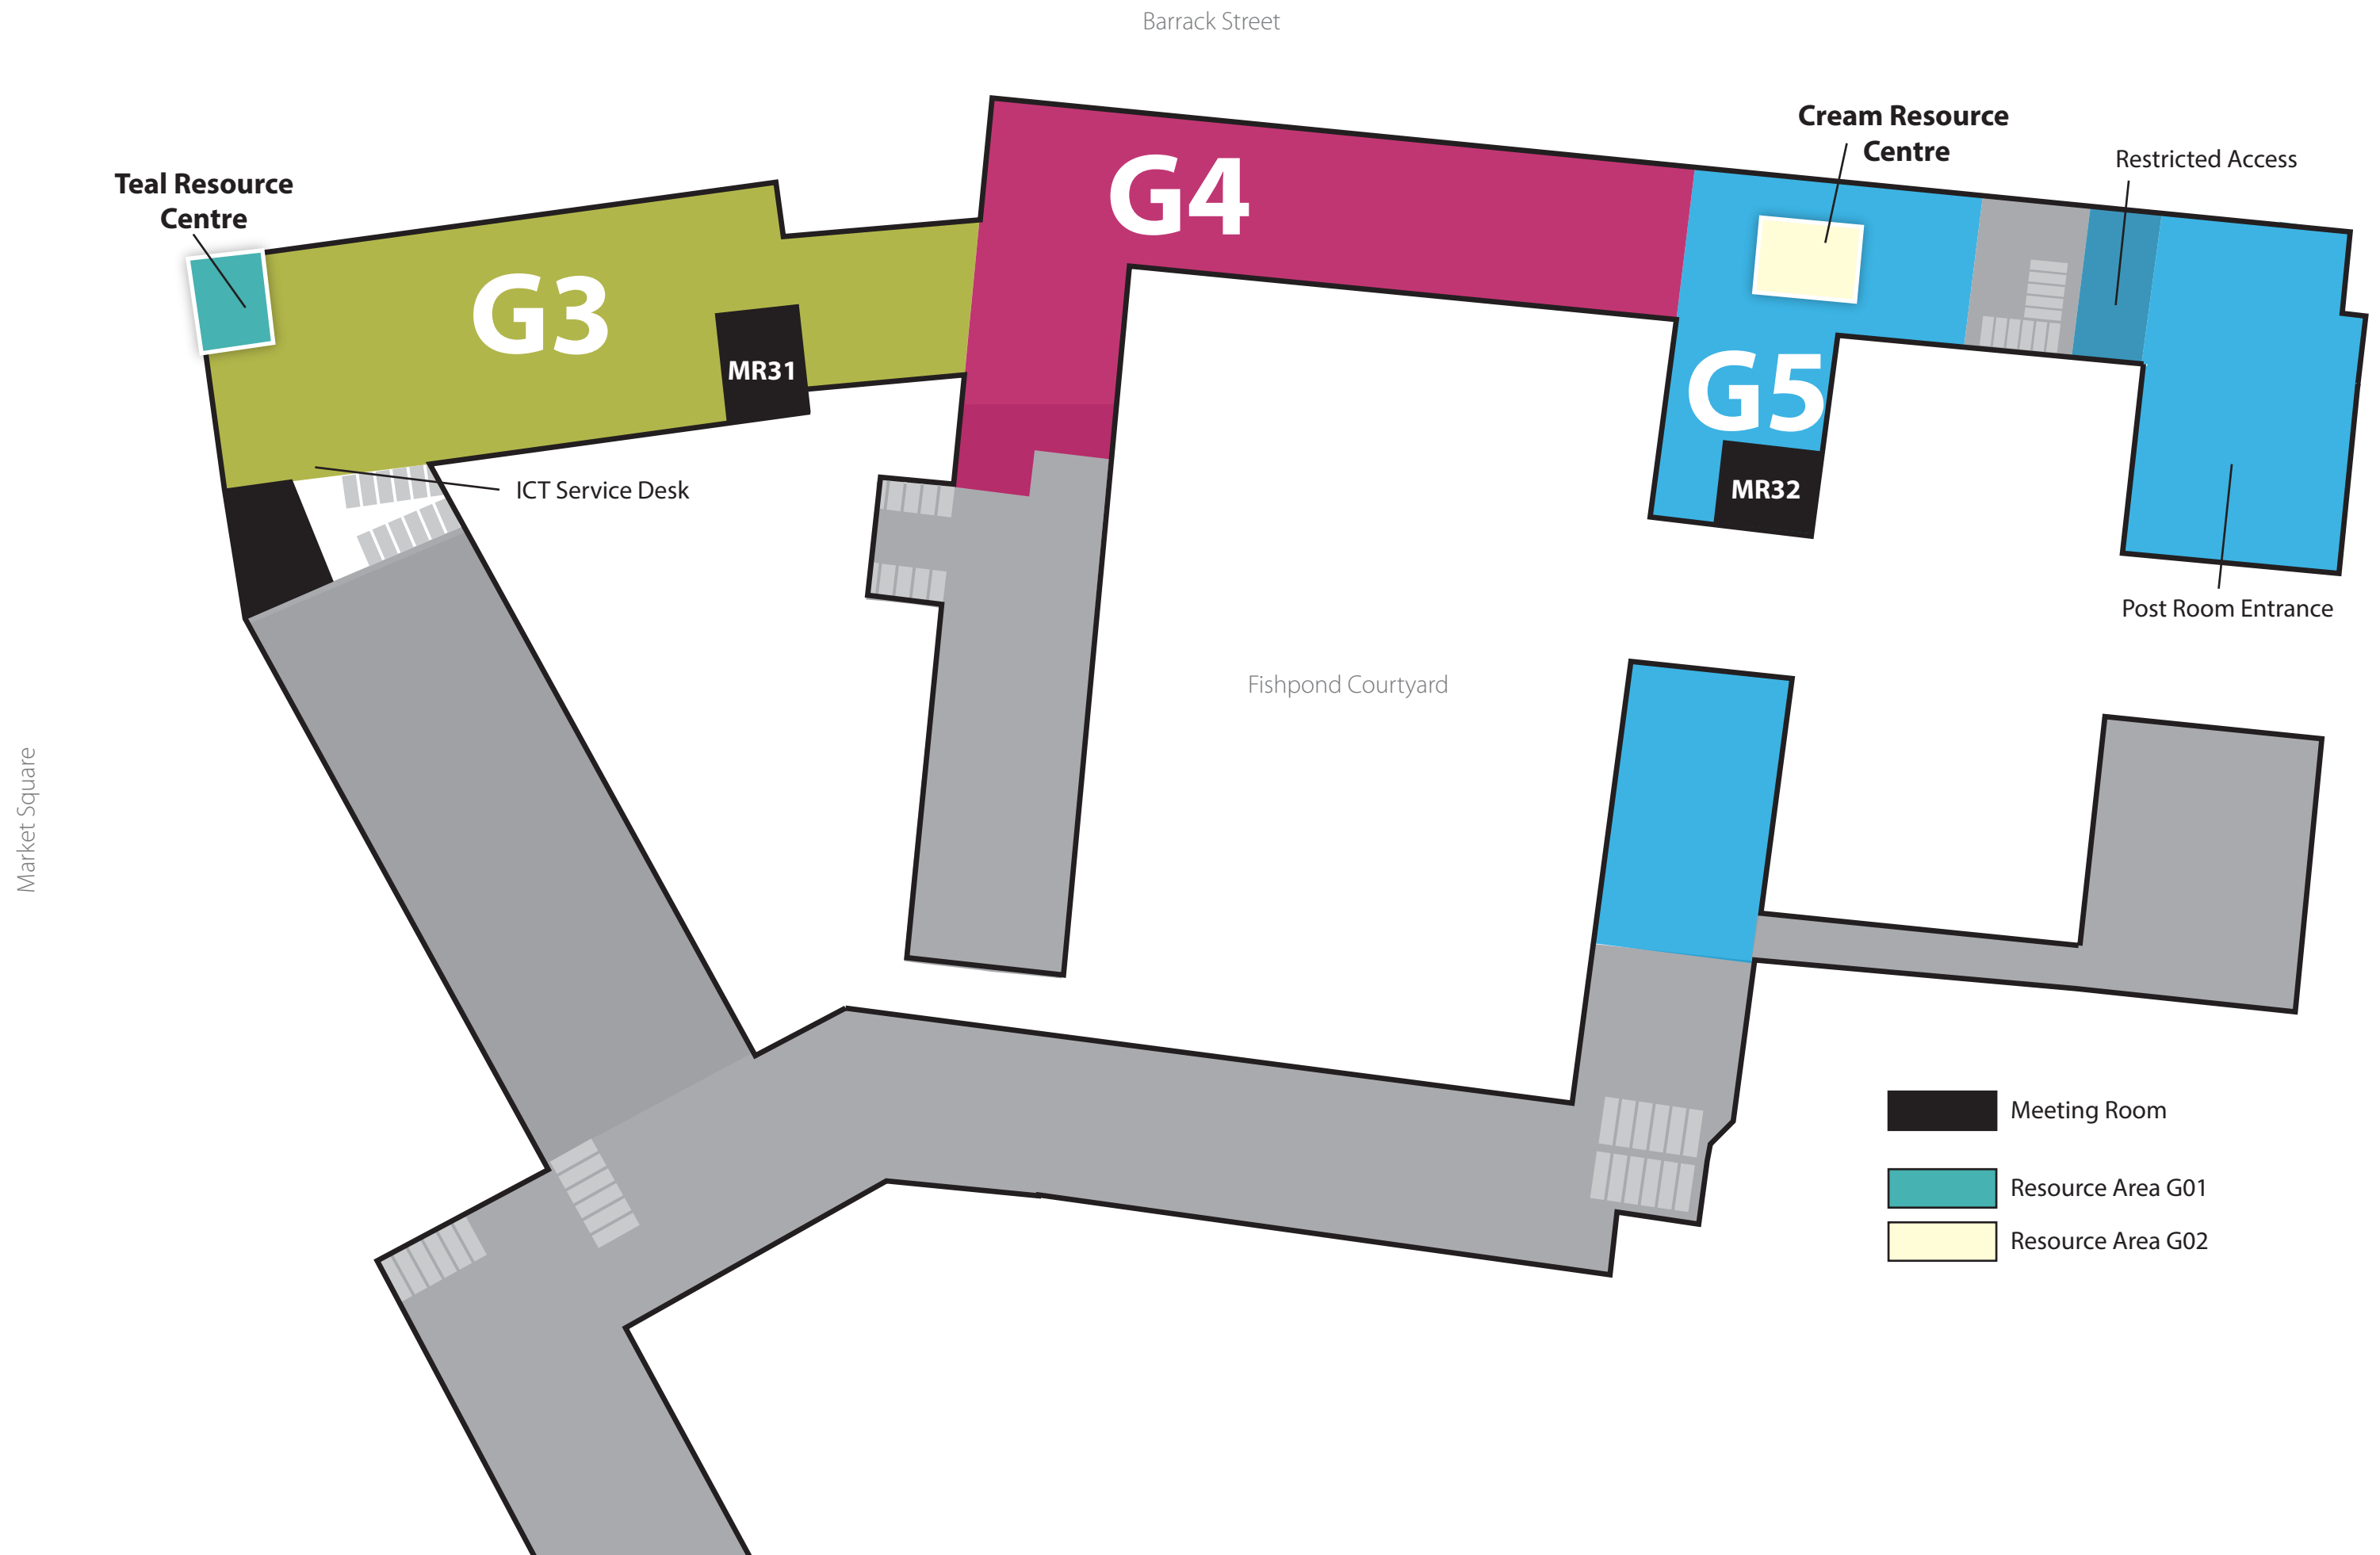 Barrack Street
Cream Resource
Centre
Restricted Access
Teal Resource
Centre
G4
G3
MR31
G5
MR32
ICT Service Desk
Post Room Entrance
Fishpond Courtyard
Market Square
Meeting Room
Resource Area G01
Resource Area G02